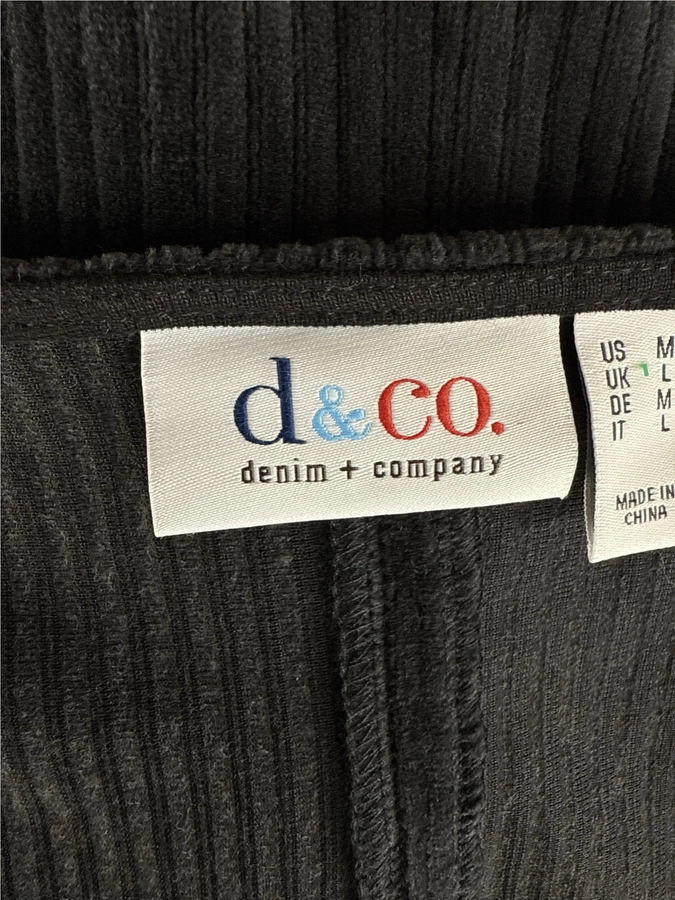 d&co.
denim + company
US M
UK L
DE M
IT L
MADE IN
CHINA